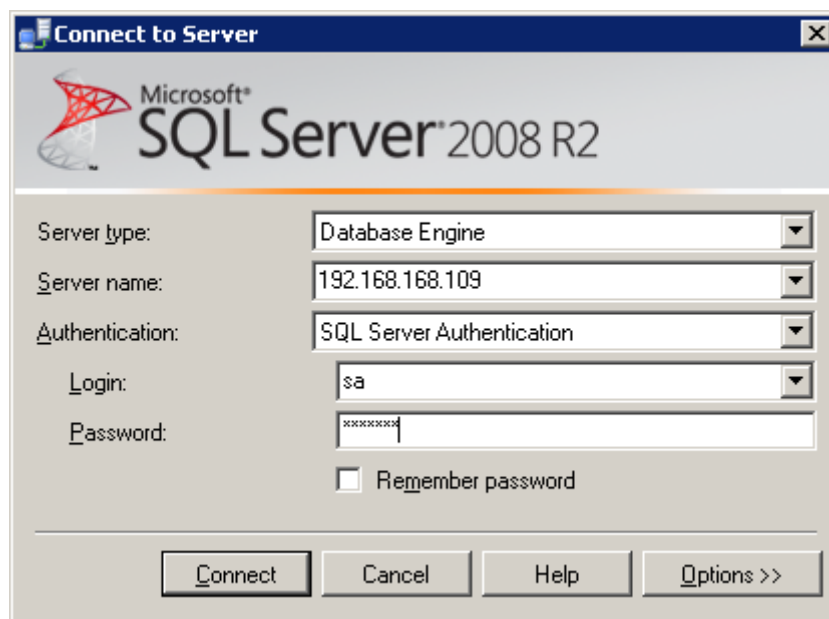 Connect to Server
Microsoft®
SQL Server® 2008 R2
Server type: Database Engine
Server name: 192.168.168.109
Authentication: SQL Server Authentication
Login: sa
Password: *******
Remember password
Connect Cancel Help Options >>